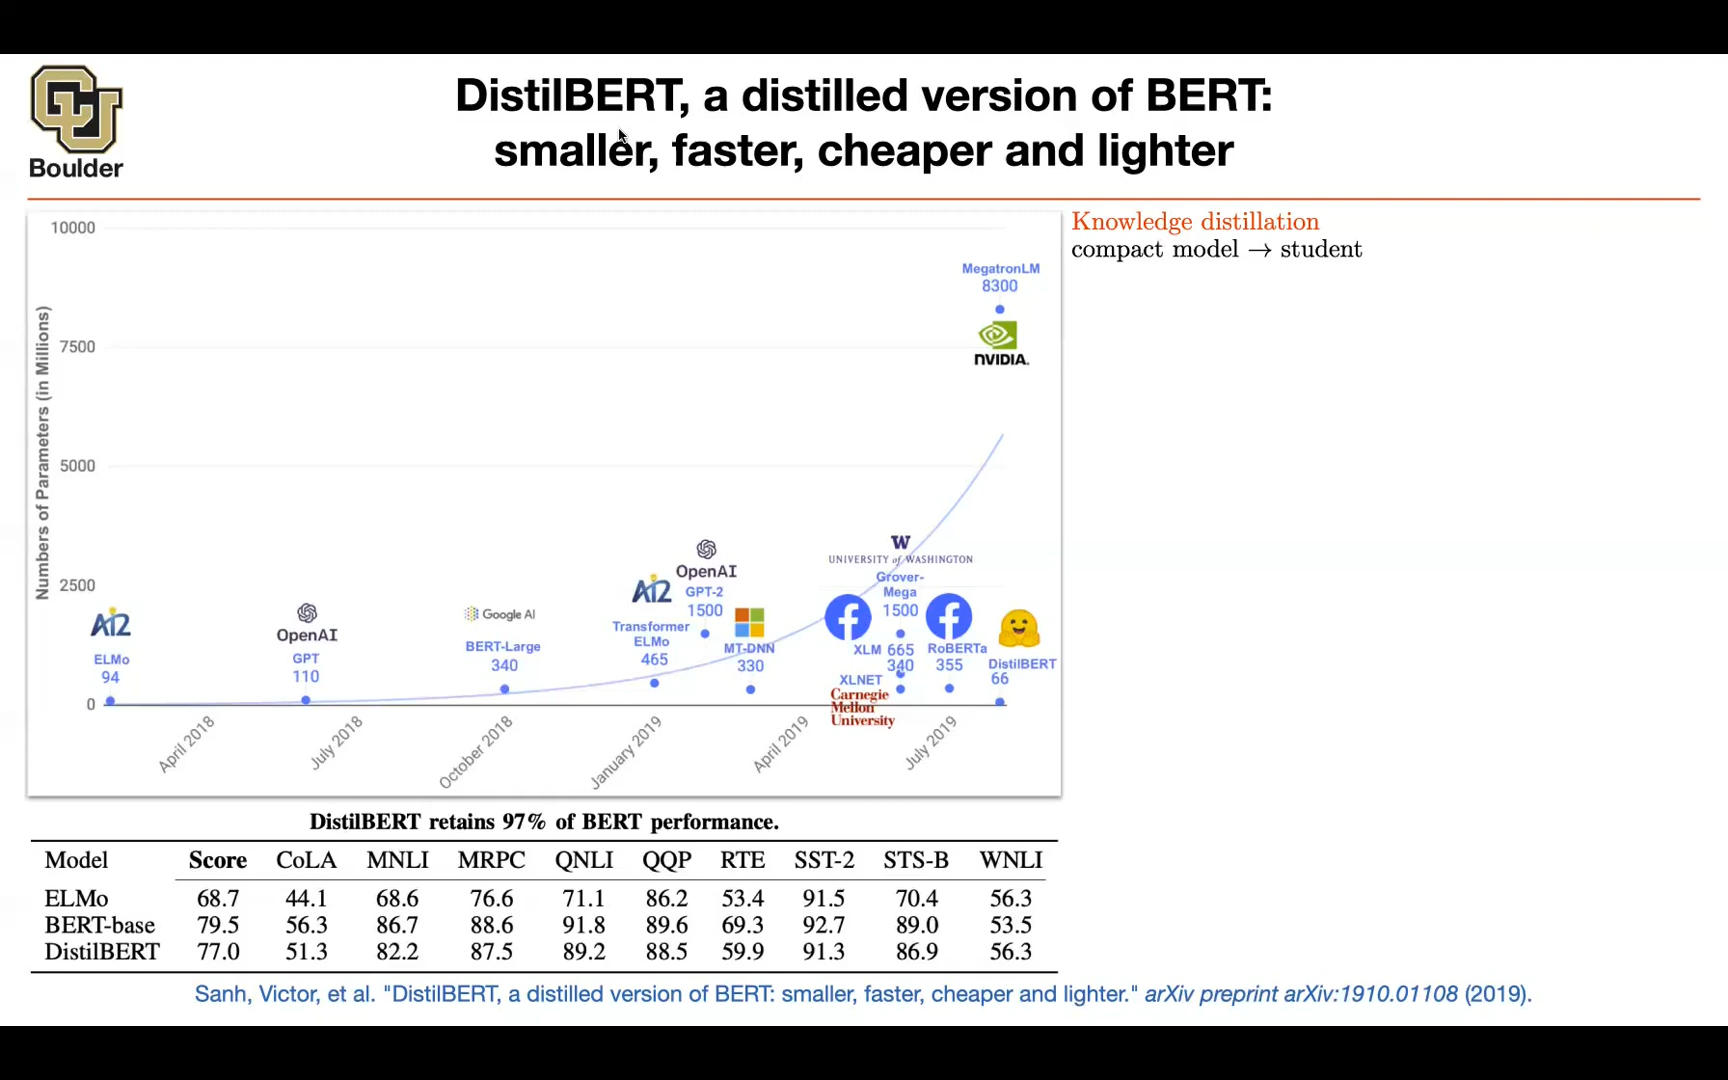 Boulder
DistilBERT, a distilled version of BERT:
smaller, faster, cheaper and lighter
Knowledge distillation
compact model → student
Numbers of Parameters (in Millions)
10000
7500
5000
2500
0
MegatronLM
8300
NVIDIA.
AI2
ELMo
94
OpenAI
GPT
110
Google AI
BERT-Large
340
AI2
Transformer
ELMo
465
OpenAI
GPT-2
1500
MT-DNN
330
W
UNIVERSITY of WASHINGTON
Grover-
Mega
1500
XLM 665
340
XLNET
Carnegie
Mellon
University
RoBERTa
355
DistilBERT
66
April 2018
July 2018
October 2018
January 2019
April 2019
July 2019
DistilBERT retains 97% of BERT performance.
Model Score CoLA MNLI MRPC QNLI QQP RTE SST-2 STS-B WNLI
ELMo 68.7 44.1 68.6 76.6 71.1 86.2 53.4 91.5 70.4 56.3
BERT-base 79.5 56.3 86.7 88.6 91.8 89.6 69.3 92.7 89.0 53.5
DistilBERT 77.0 51.3 82.2 87.5 89.2 88.5 59.9 91.3 86.9 56.3
Sanh, Victor, et al. "DistilBERT, a distilled version of BERT: smaller, faster, cheaper and lighter." arXiv preprint arXiv:1910.01108 (2019).